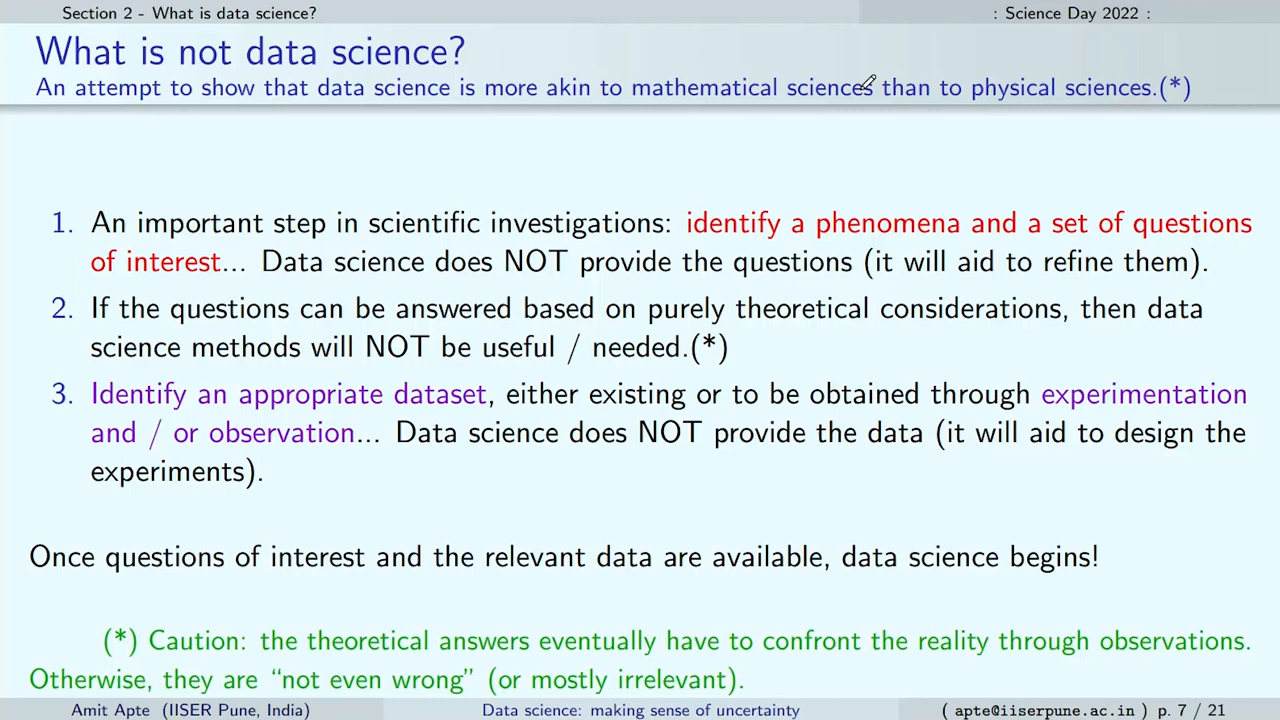 Section 2 - What is data science?
: Science Day 2022 :
What is not data science?
An attempt to show that data science is more akin to mathematical sciences than to physical sciences.(*)
1. An important step in scientific investigations: identify a phenomena and a set of questions
of interest... Data science does NOT provide the questions (it will aid to refine them).
2. If the questions can be answered based on purely theoretical considerations, then data
science methods will NOT be useful / needed.(*)
3. Identify an appropriate dataset, either existing or to be obtained through experimentation
and / or observation... Data science does NOT provide the data (it will aid to design the
experiments).
Once questions of interest and the relevant data are available, data science begins!
(*) Caution: the theoretical answers eventually have to confront the reality through observations.
Otherwise, they are “not even wrong” (or mostly irrelevant).
Amit Apte (IISER Pune, India)
Data science: making sense of uncertainty
( apte@iiserpune.ac.in ) p. 7 / 21